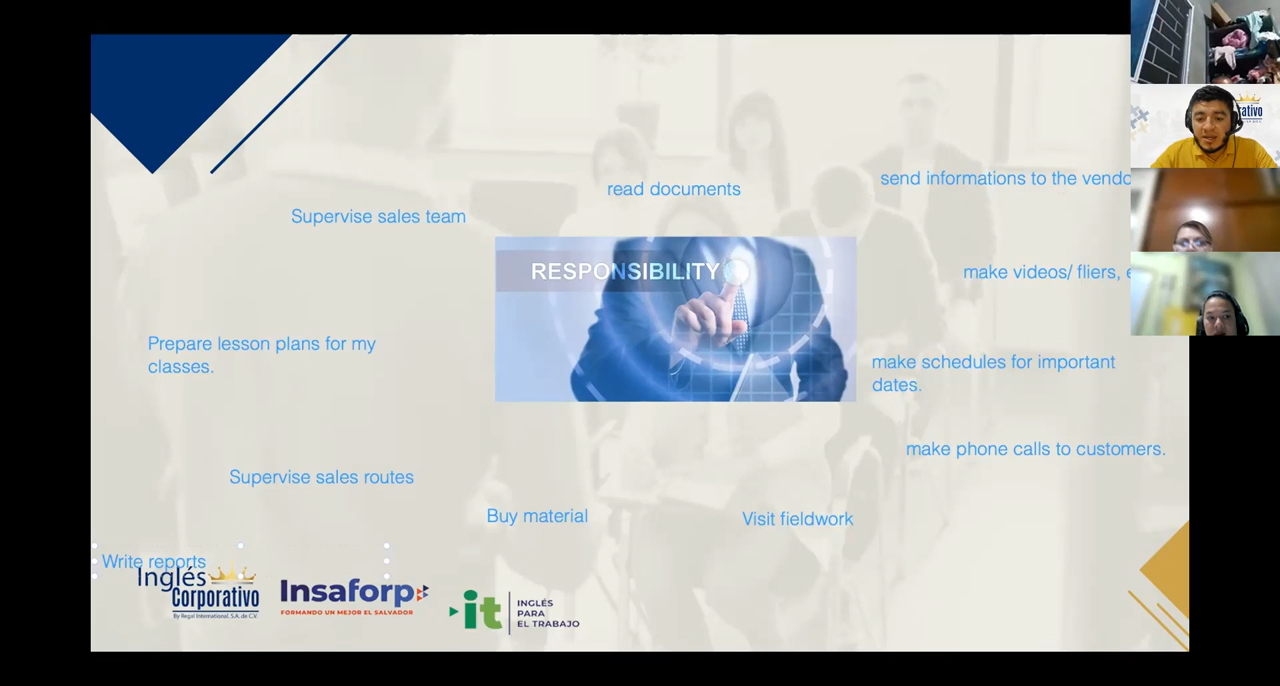 send informations to the
read documents
Supervise sales team
RESPONSIBILITY
make videos/ fliers,
Prepare lesson plans for my
classes.
make schedules for important
dates.
make phone calls to customers.
Supervise sales routes
Buy material
Visit fieldwork
Write reports
Inglés
Corporativo
By Regal International, S.A. de C.V.
Insaforp
FORMANDO UN MEJOR EL SALVADOR
it
INGLÉS
PARA
EL TRABAJO